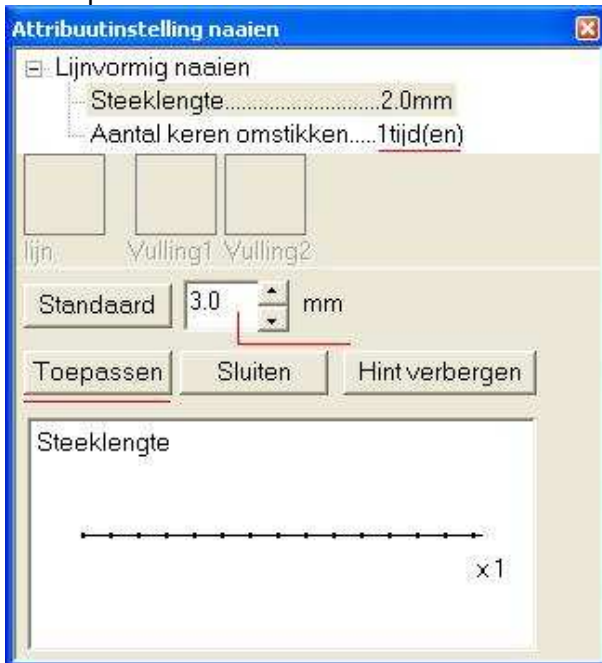 Attribuutinstelling naaien
Lijnvormig naaien
Steeklengte............................2.0mm
Aantal keren omstikken.....1tijd(en)
lijn Vulling1 Vulling2
Standaard 3.0 mm
Toepassen Sluiten Hint verbergen
Steeklengte
x1